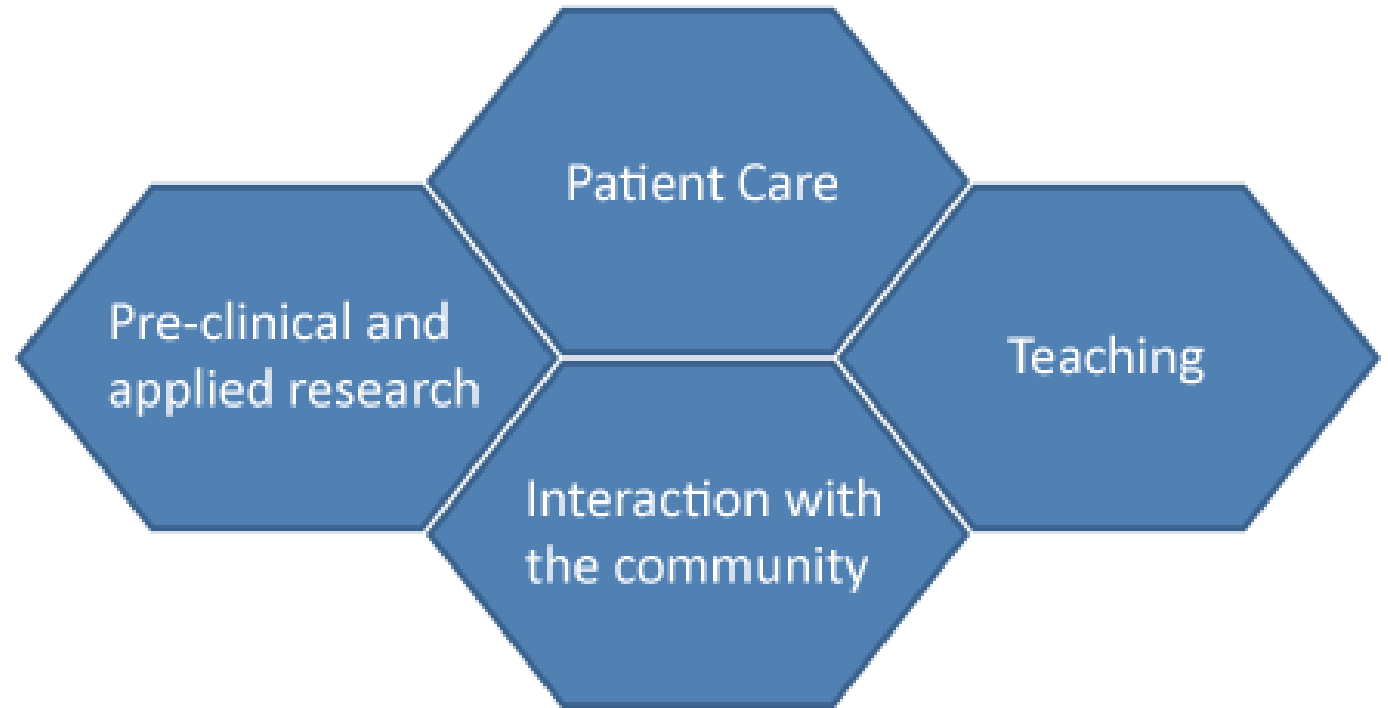 Patient Care
Pre-clinical and
applied research
Teaching
Interaction with
the community